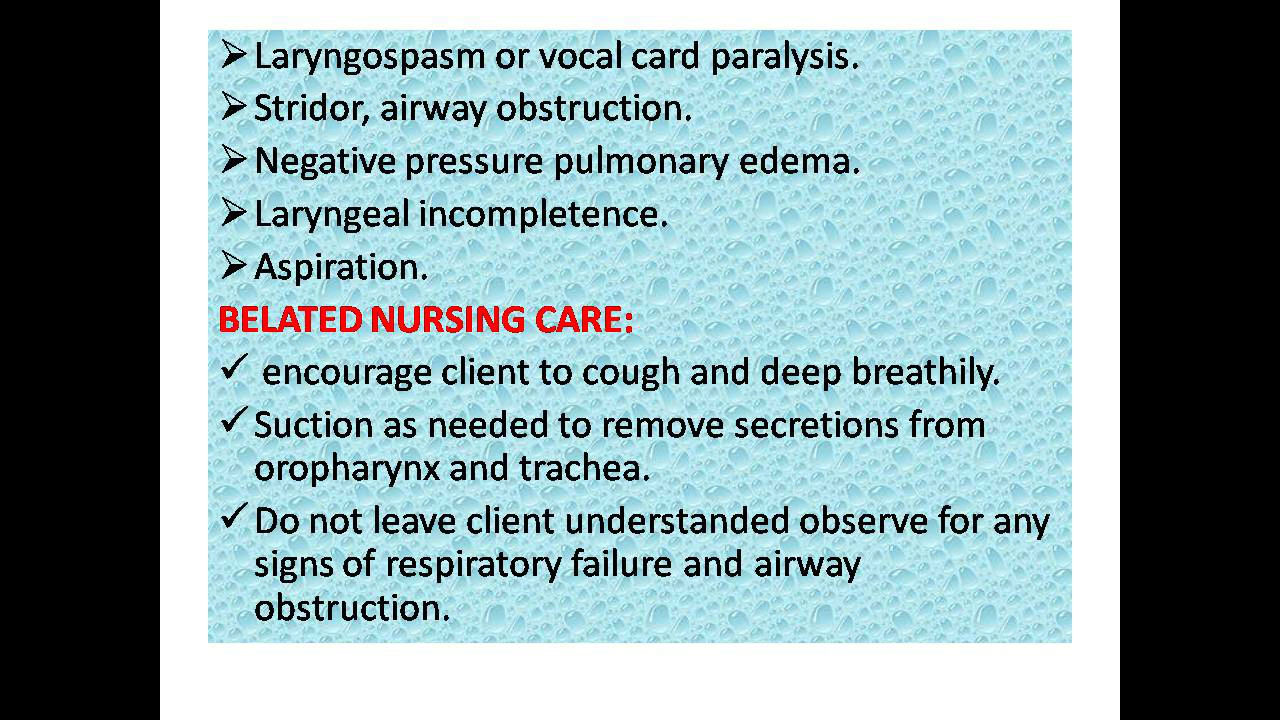 ➢ Laryngospasm or vocal card paralysis.
➢ Stridor, airway obstruction.
➢ Negative pressure pulmonary edema.
➢ Laryngeal incompletence.
➢ Aspiration.
BELATED NURSING CARE:
✓ encourage client to cough and deep breathily.
✓ Suction as needed to remove secretions from
oropharynx and trachea.
✓ Do not leave client understanded observe for any
signs of respiratory failure and airway
obstruction.